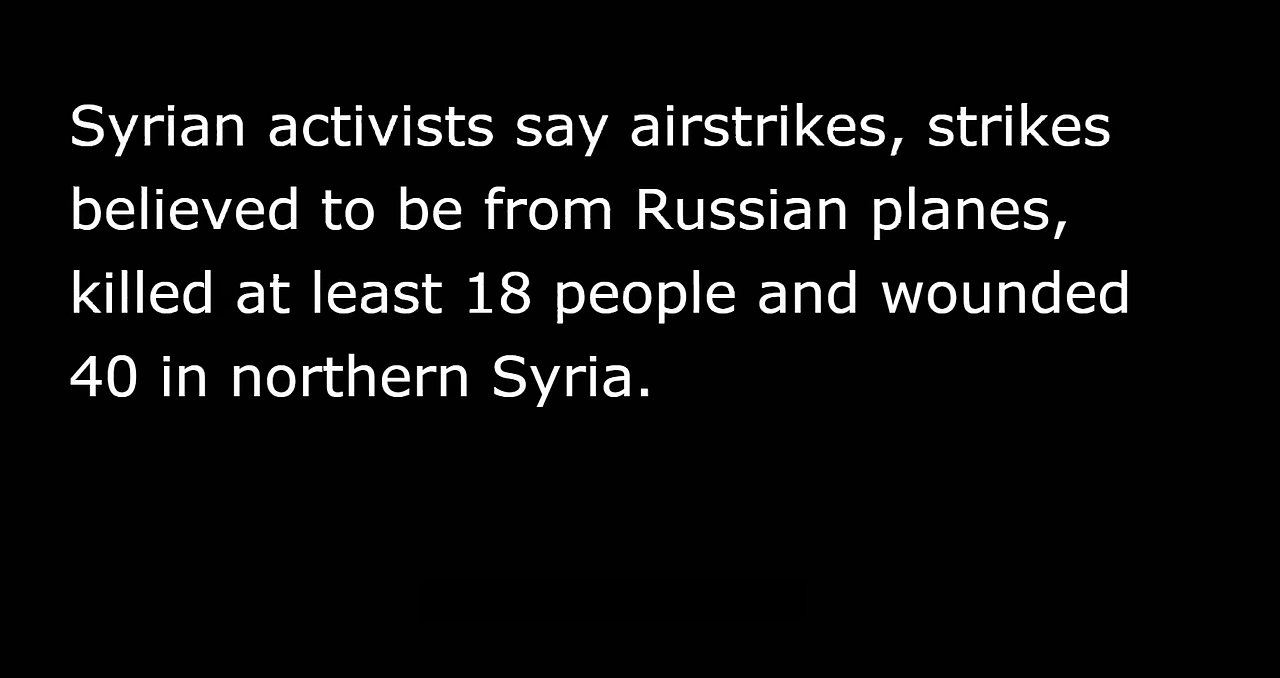 Syrian activists say airstrikes, strikes
believed to be from Russian planes,
killed at least 18 people and wounded
40 in northern Syria.